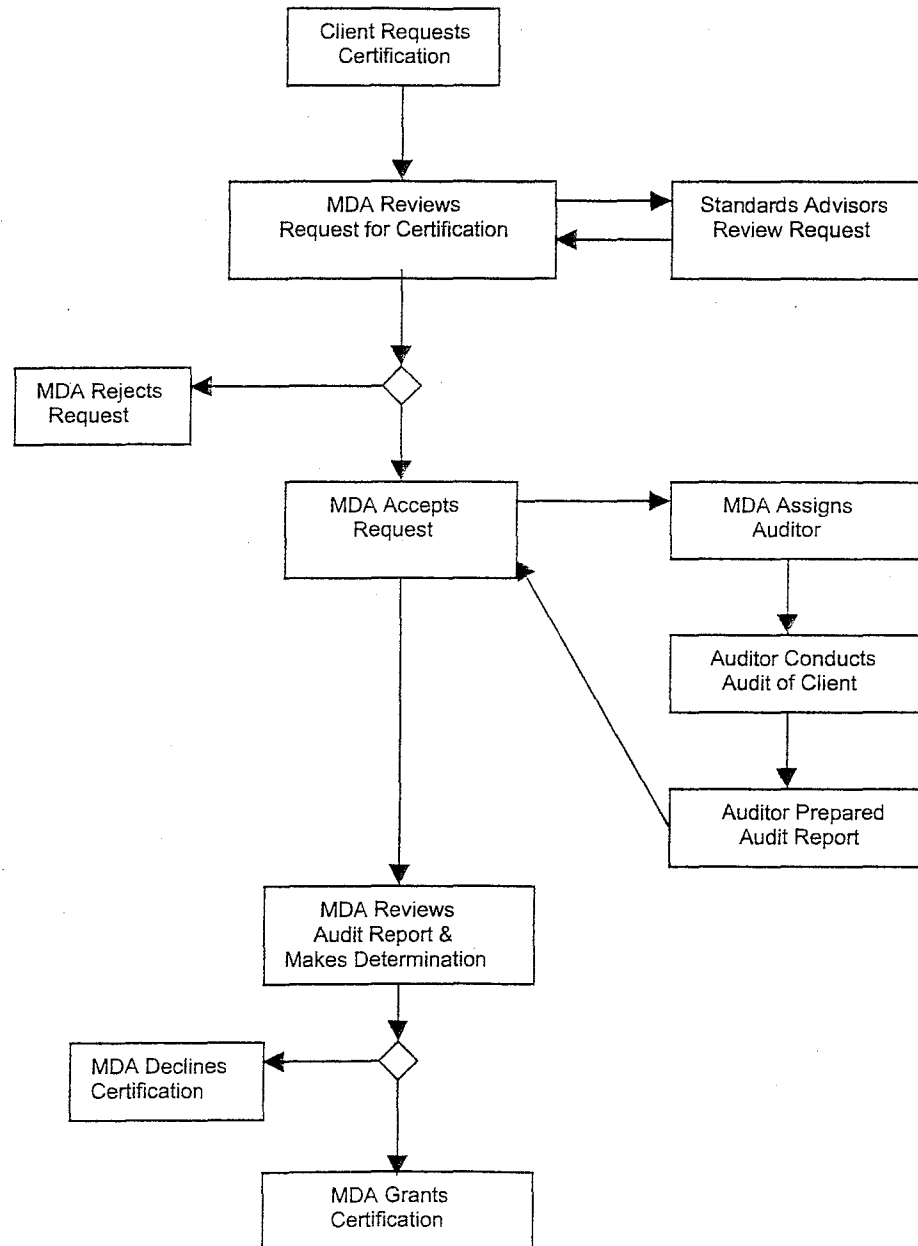 Client Requests
Certification
MDA Reviews
Request for Certification
Standards Advisors
Review Request
MDA Rejects
Request
MDA Accepts
Request
MDA Assigns
Auditor
Auditor Conducts
Audit of Client
Auditor Prepared
Audit Report
MDA Reviews
Audit Report &
Makes Determination
MDA Declines
Certification
MDA Grants
Certification